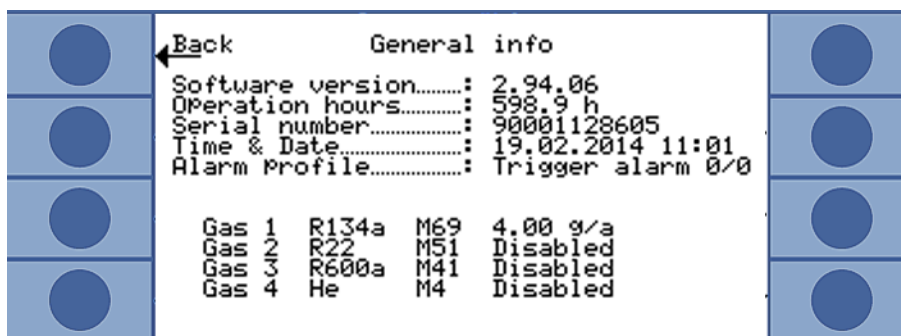 Back General info
Software version........: 2.94.06
Operation hours........: 598.9 h
Serial number...............: 90001128605
Time & Date....................: 19.02.2014 11:01
Alarm Profile...............: Trigger alarm 0/0
Gas 1 R134a M69 4.00 g/a
Gas 2 R22 M51 Disabled
Gas 3 R600a M41 Disabled
Gas 4 He M4 Disabled